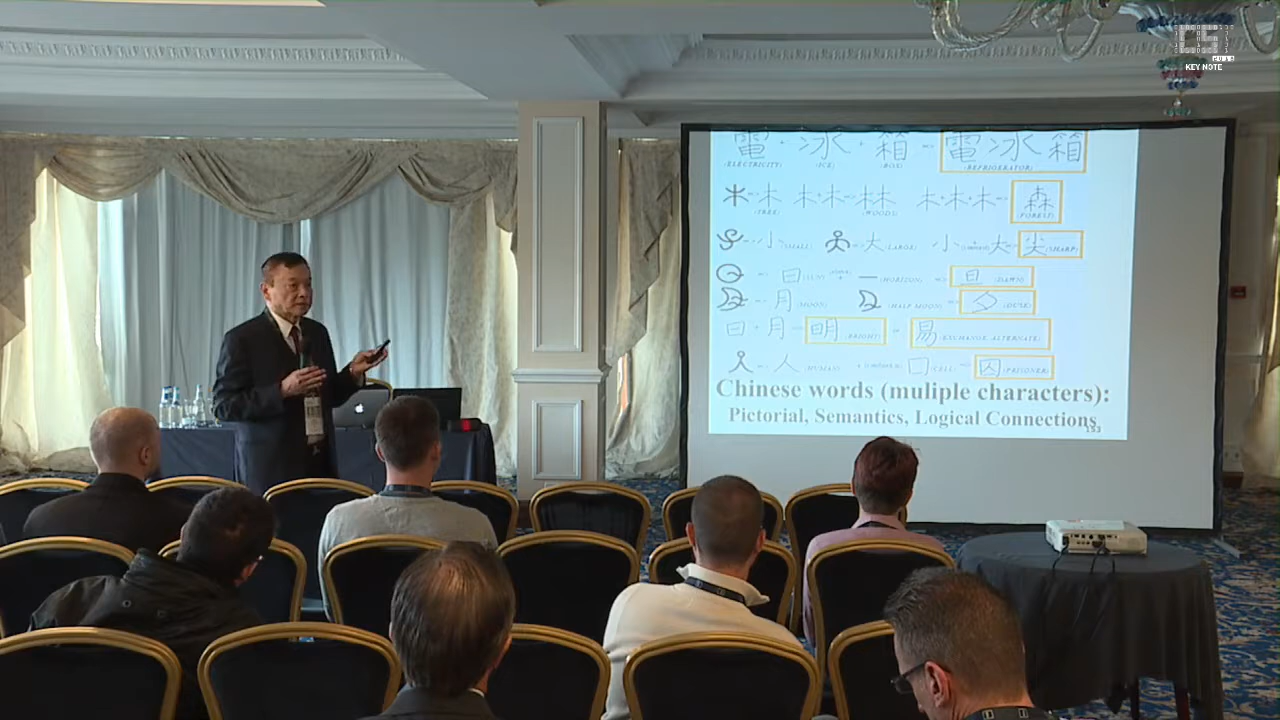 CS
KEY NOTE
電 + 冰 + 箱 => 電冰箱
(ELECTRICITY) (ICE) (BOX) (REFRIGERATOR)
木 木+木=>林 木+木+木=> 森
(TREE) (WOODS) (FOREST)
小 (SMALL) 大 (LARGE) 小 大=> 尖 (SHARP)
日 (SUN) + 一 (HORIZON) => 旦 (DAWN)
月 (MOON) (HALF MOON) => 夕 (DUSK)
日 + 月 明 (BRIGHT) 易 (EXCHANGE, ALTERNATE)
人 (HUMAN) + 囗 (CELL) => 囚 (PRISONER)
Chinese words (muliple characters):
Pictorial, Semantics, Logical Connections
153